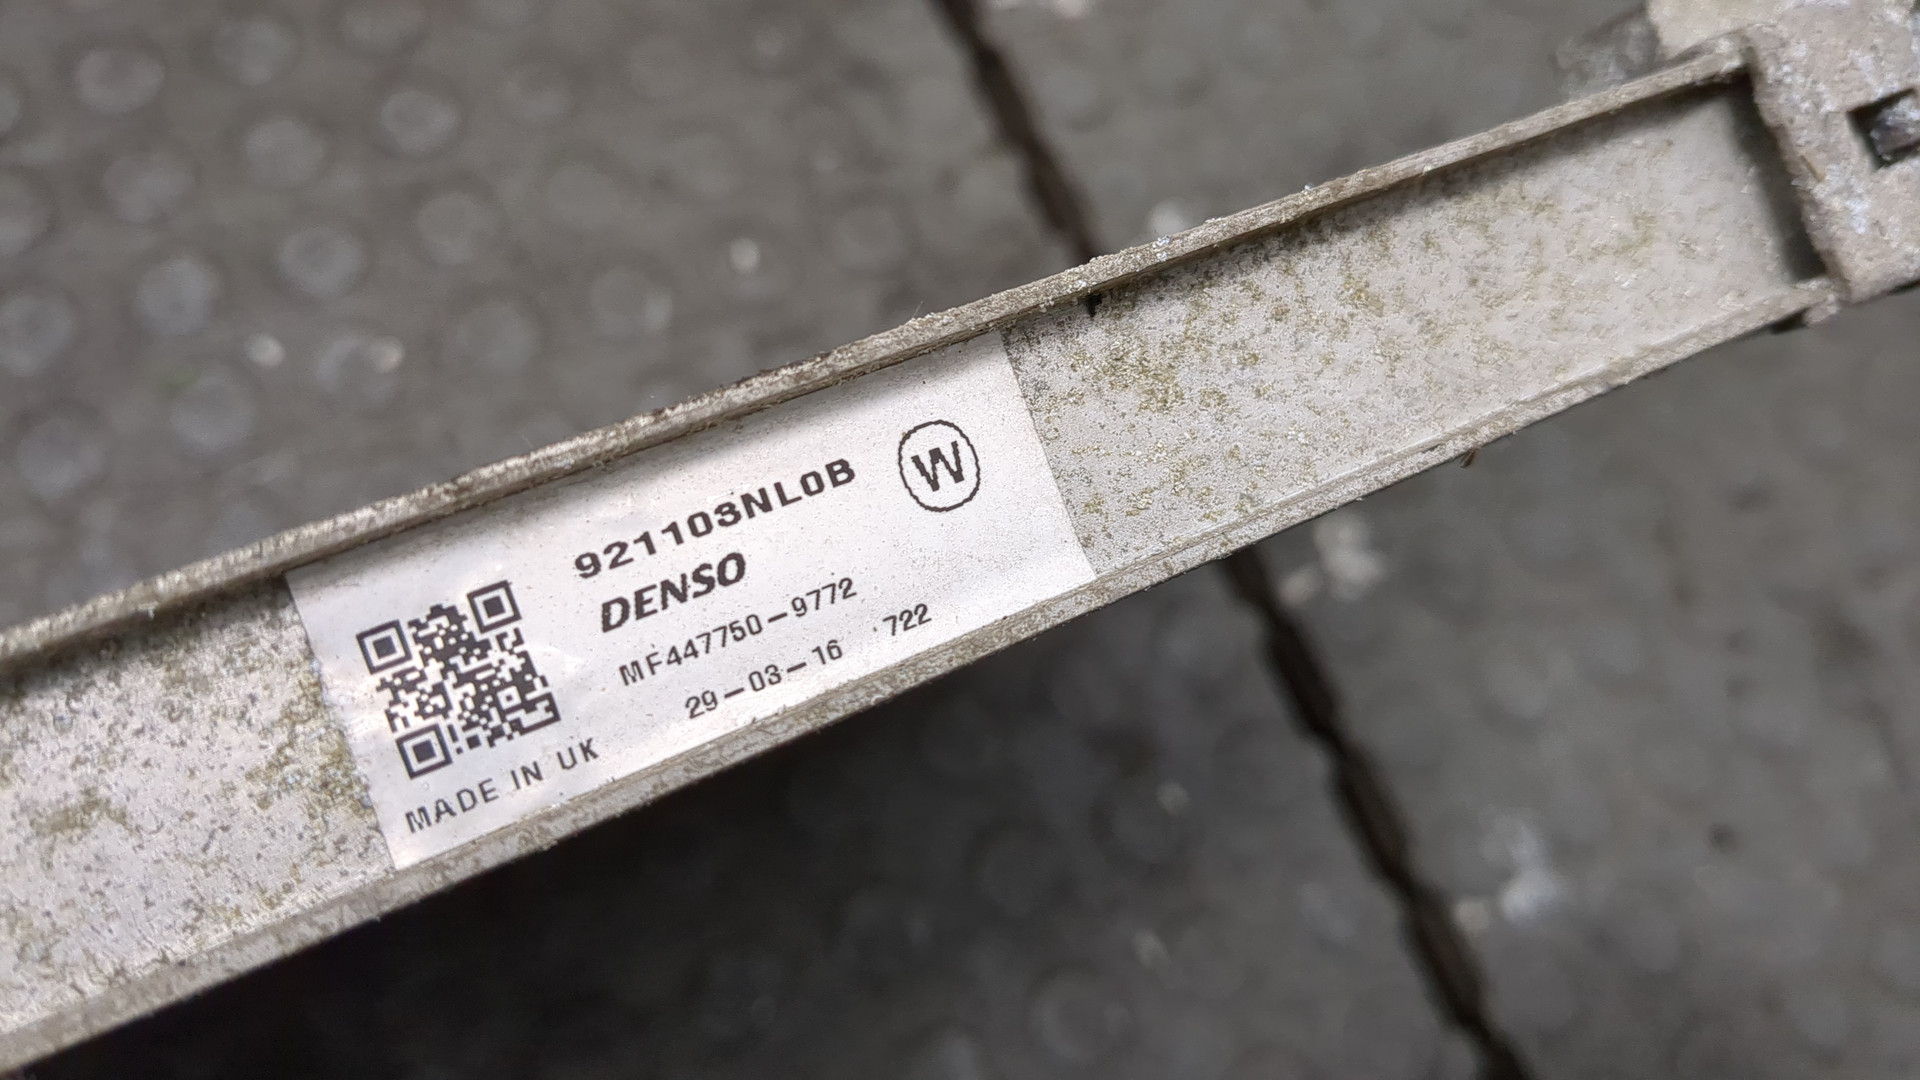 921103NL0B
W
DENSO
MF447750-9772
29-03-16 722
MADE IN UK